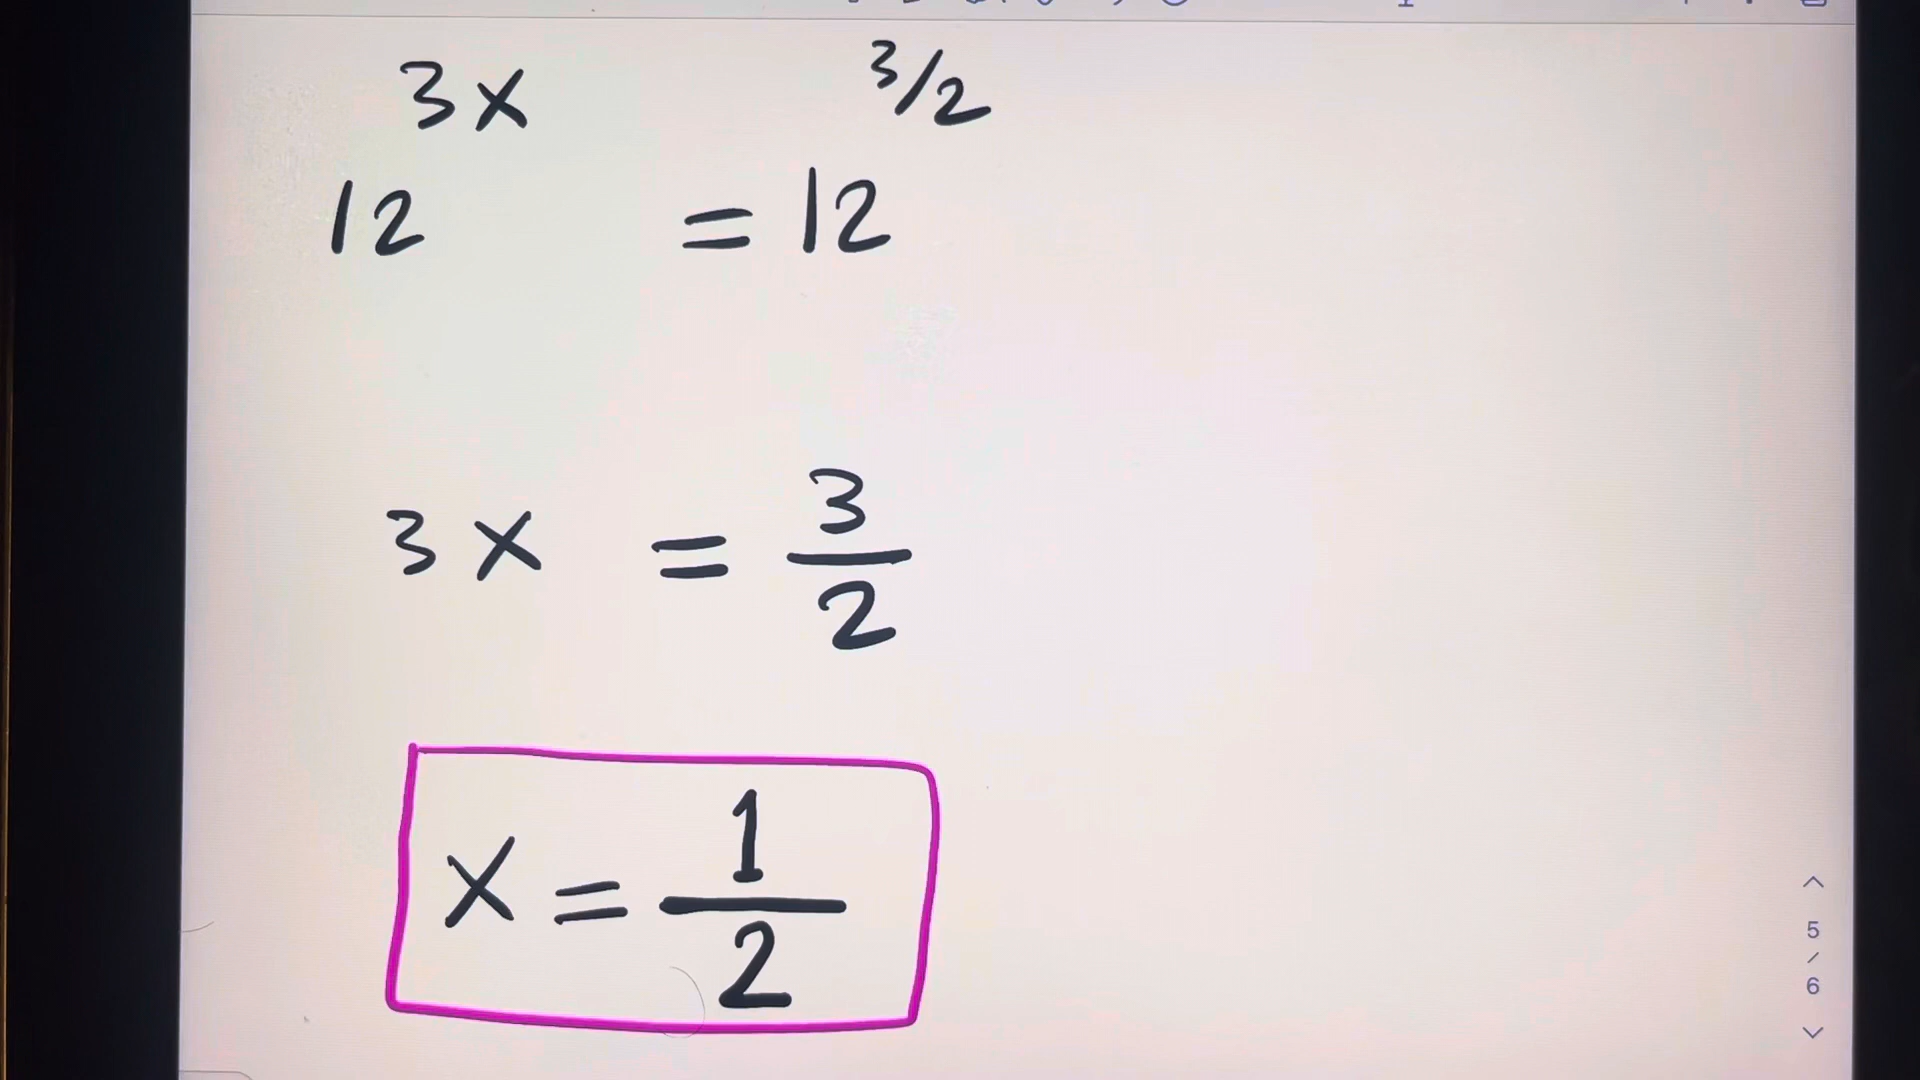 3x 3/2
12 = 12
3x = 3/2
x = 1/2
5
/
6